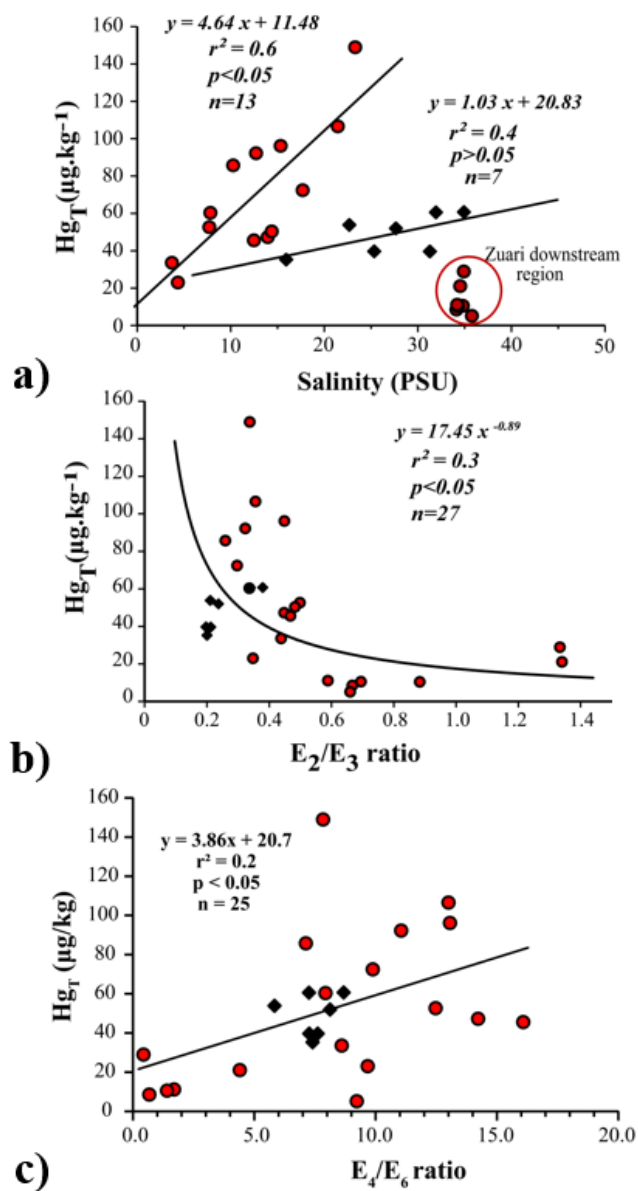 160
140
120
100
80
60
40
20
0
Hg_T(µg.kg⁻¹)
y = 4.64 x + 11.48
r² = 0.6
p<0.05
n=13
y = 1.03 x + 20.83
r² = 0.4
p>0.05
n=7
Zuari downstream
region
0 10 20 30 40 50
Salinity (PSU)
a)
160
140
120
100
80
60
40
20
0
Hg_T(µg.kg⁻¹)
y = 17.45 x ⁻⁰·⁸⁹
r² = 0.3
p<0.05
n=27
0 0.2 0.4 0.6 0.8 1.0 1.2 1.4
E₂/E₃ ratio
b)
160
140
120
100
80
60
40
20
0
Hg_T (µg/kg)
y = 3.86x + 20.7
r² = 0.2
p < 0.05
n = 25
0.0 5.0 10.0 15.0 20.0
E₄/E₆ ratio
c)